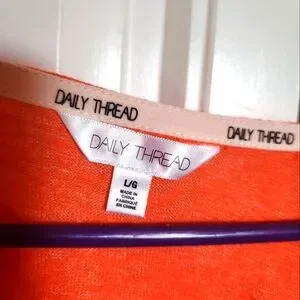 DAILY THREAD
DAILY THREAD
DAILY THREAD
L/G
MADE IN
CHINA
FABRIQUÉ
EN CHINE